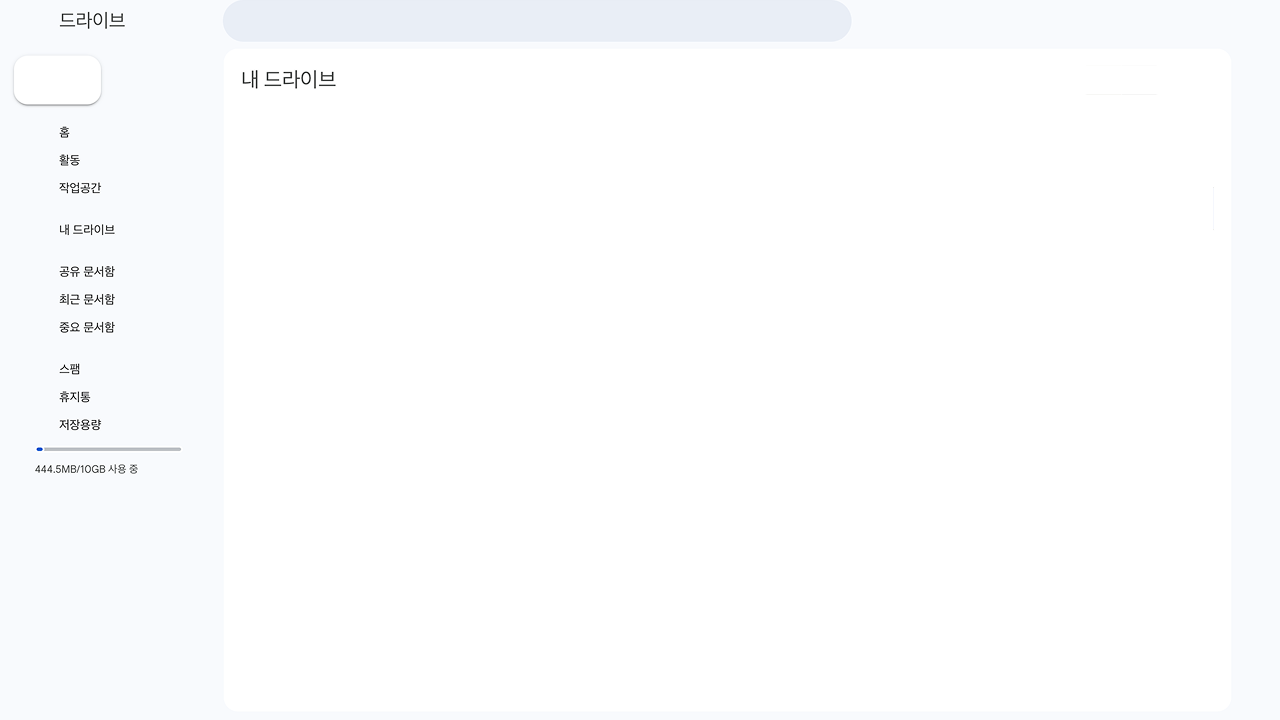 드라이브
내 드라이브
홈
활동
작업공간
내 드라이브
공유 문서함
최근 문서함
중요 문서함
스팸
휴지통
저장용량
444.5MB/10GB 사용 중